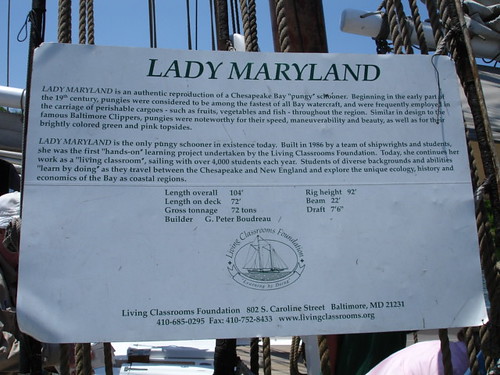 LADY MARYLAND
LADY MARYLAND is an authentic reproduction of a Chesapeake Bay "pungy" schooner. Beginning in the early part of
the 19th century, pungies were considered to be among the fastest of all Bay watercraft, and were frequently employed in
the carriage of perishable cargoes - such as fruits, vegetables and fish - throughout the region. Similar in design to the
famous Baltimore Clippers, pungies were noteworthy for their speed, maneuverability and beauty, as well as for their
brightly colored green and pink topsides.
LADY MARYLAND is the only pungy schooner in existence today. Built in 1986 by a team of shipwrights and students,
she was the first "hands-on" learning project undertaken by the Living Classrooms Foundation. Today, she continues her
work as a "living classroom", sailing with over 4,000 students each year. Students of diverse backgrounds and abilities
"learn by doing" as they travel between the Chesapeake and New England and explore the unique ecology, history and
economics of the Bay as coastal regions.
Length overall 104' Rig height 92'
Length on deck 72' Beam 22'
Gross tonnage 72 tons Draft 7'6"
Builder G. Peter Boudreau
Living Classrooms Foundation
"Learning by Doing"
Living Classrooms Foundation 802 S. Caroline Street Baltimore, MD 21231
410-685-0295 Fax: 410-752-8433 www.livingclassrooms.org